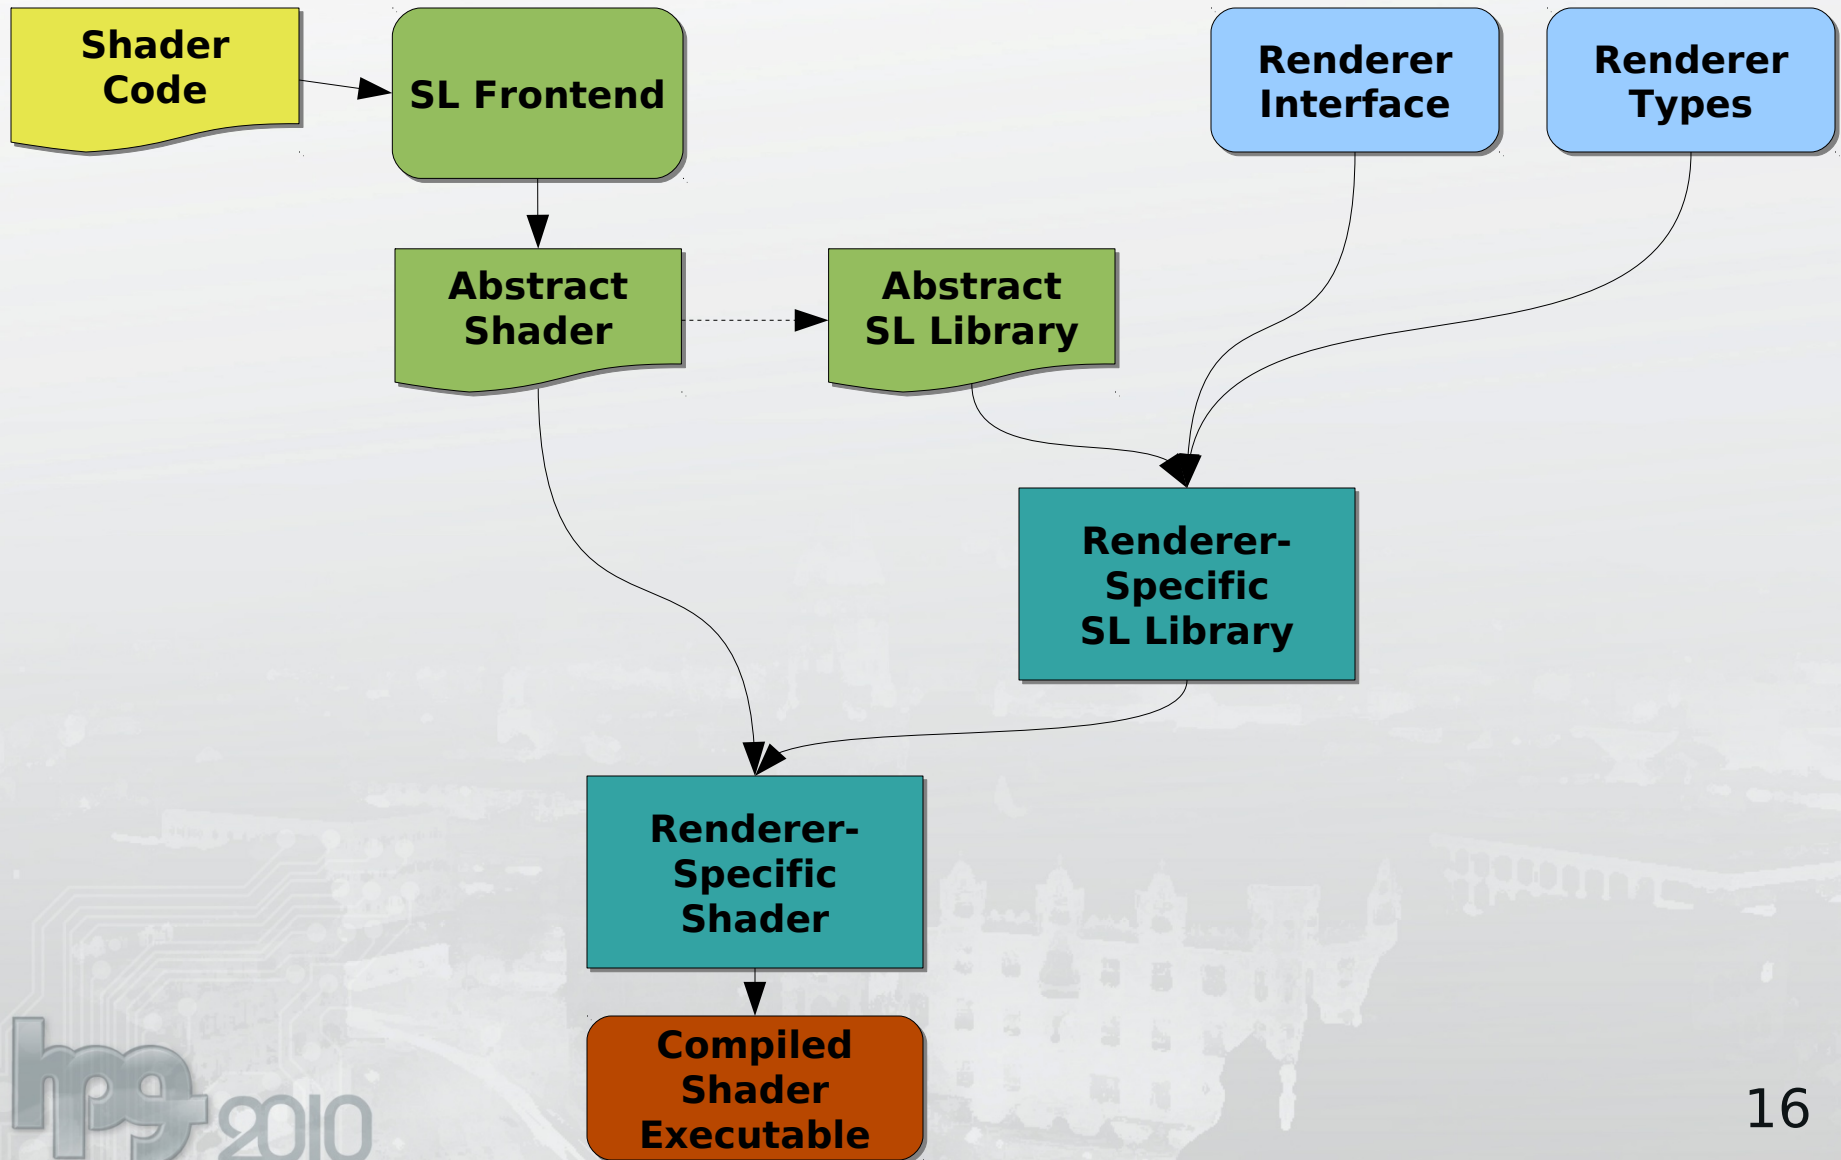 Shader
Code
SL Frontend
Renderer
Interface
Renderer
Types
Abstract
Shader
Abstract
SL Library
Renderer-
Specific
SL Library
Renderer-
Specific
Shader
Compiled
Shader
Executable
hpg 2010
16